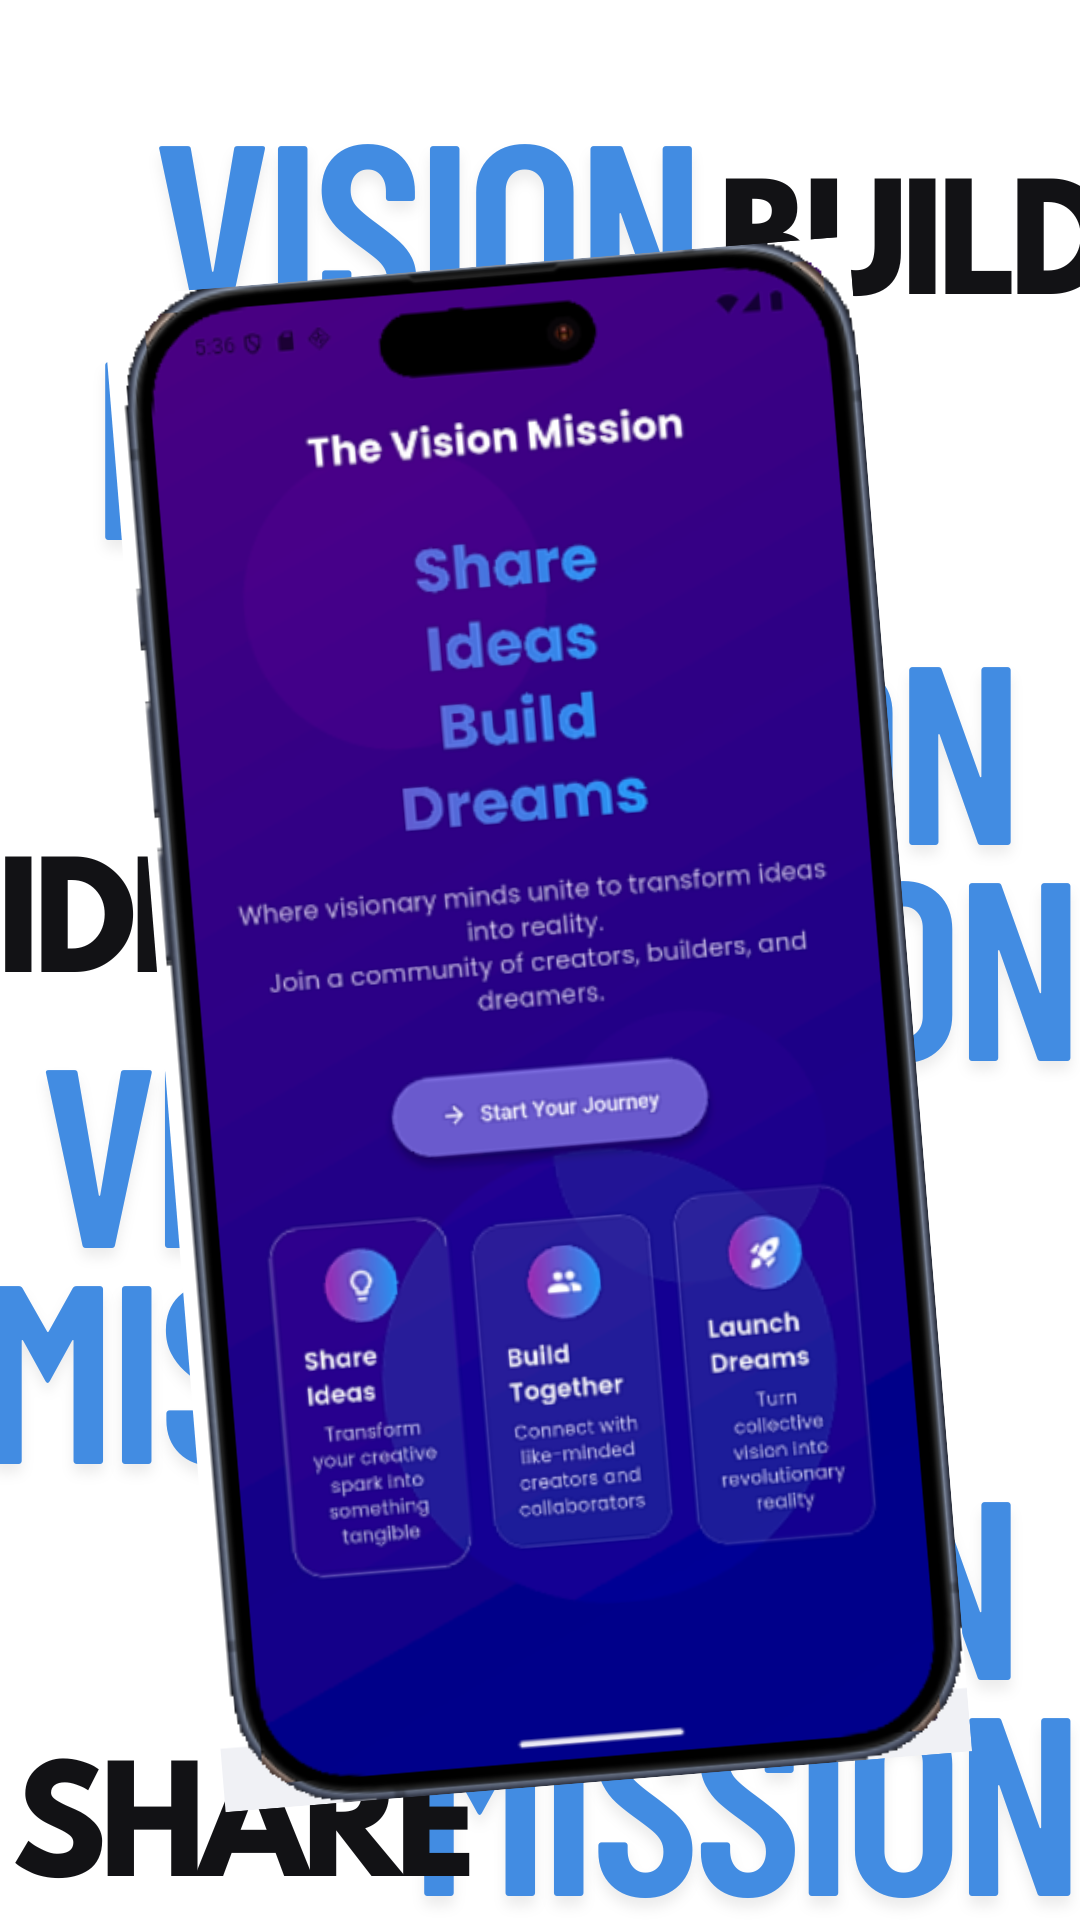 VISION BUILD
5:36
The Vision Mission
Share
Ideas
Build
Dreams
Where visionary minds unite to transform ideas
into reality.
Join a community of creators, builders, and
dreamers.
Start Your Journey
Share
Ideas
Transform
your creative
spark into
something
tangible
Build
Together
Connect with
like-minded
creators and
collaborators
Launch
Dreams
Turn
collective
vision into
revolutionary
reality
SHARE
MISSION